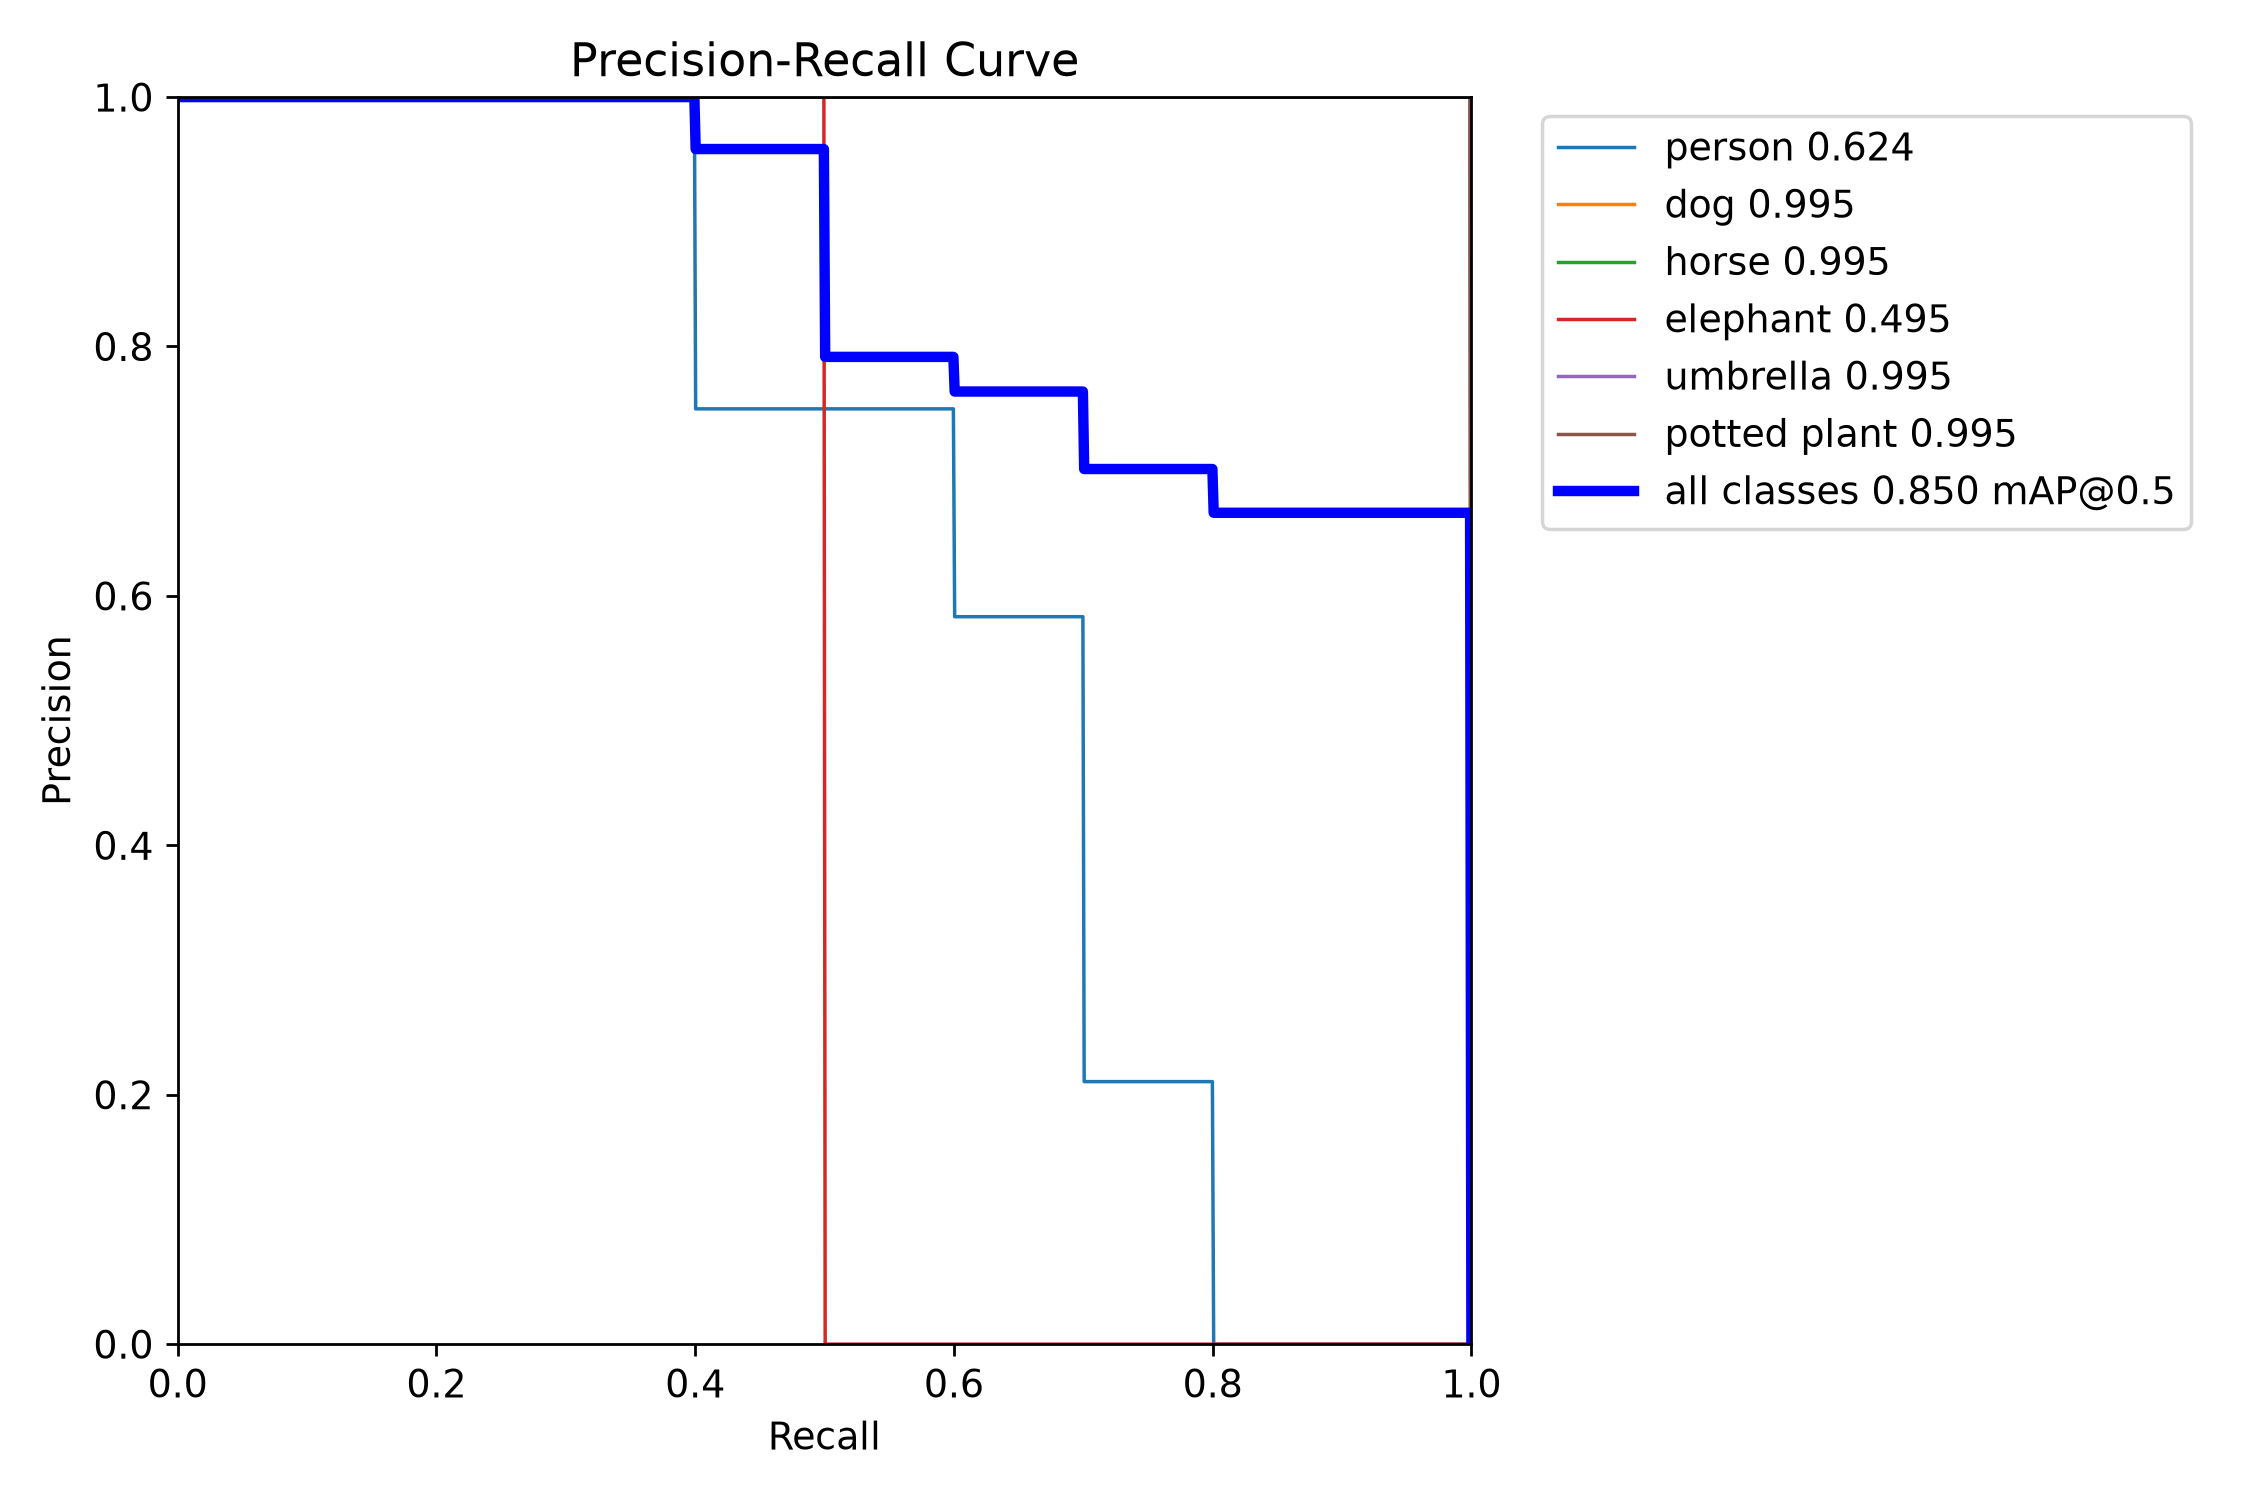 Precision-Recall Curve
1.0
0.8
0.6
0.4
0.2
0.0
Precision
0.0 0.2 0.4 0.6 0.8 1.0
Recall
person 0.624
dog 0.995
horse 0.995
elephant 0.495
umbrella 0.995
potted plant 0.995
all classes 0.850 mAP@0.5